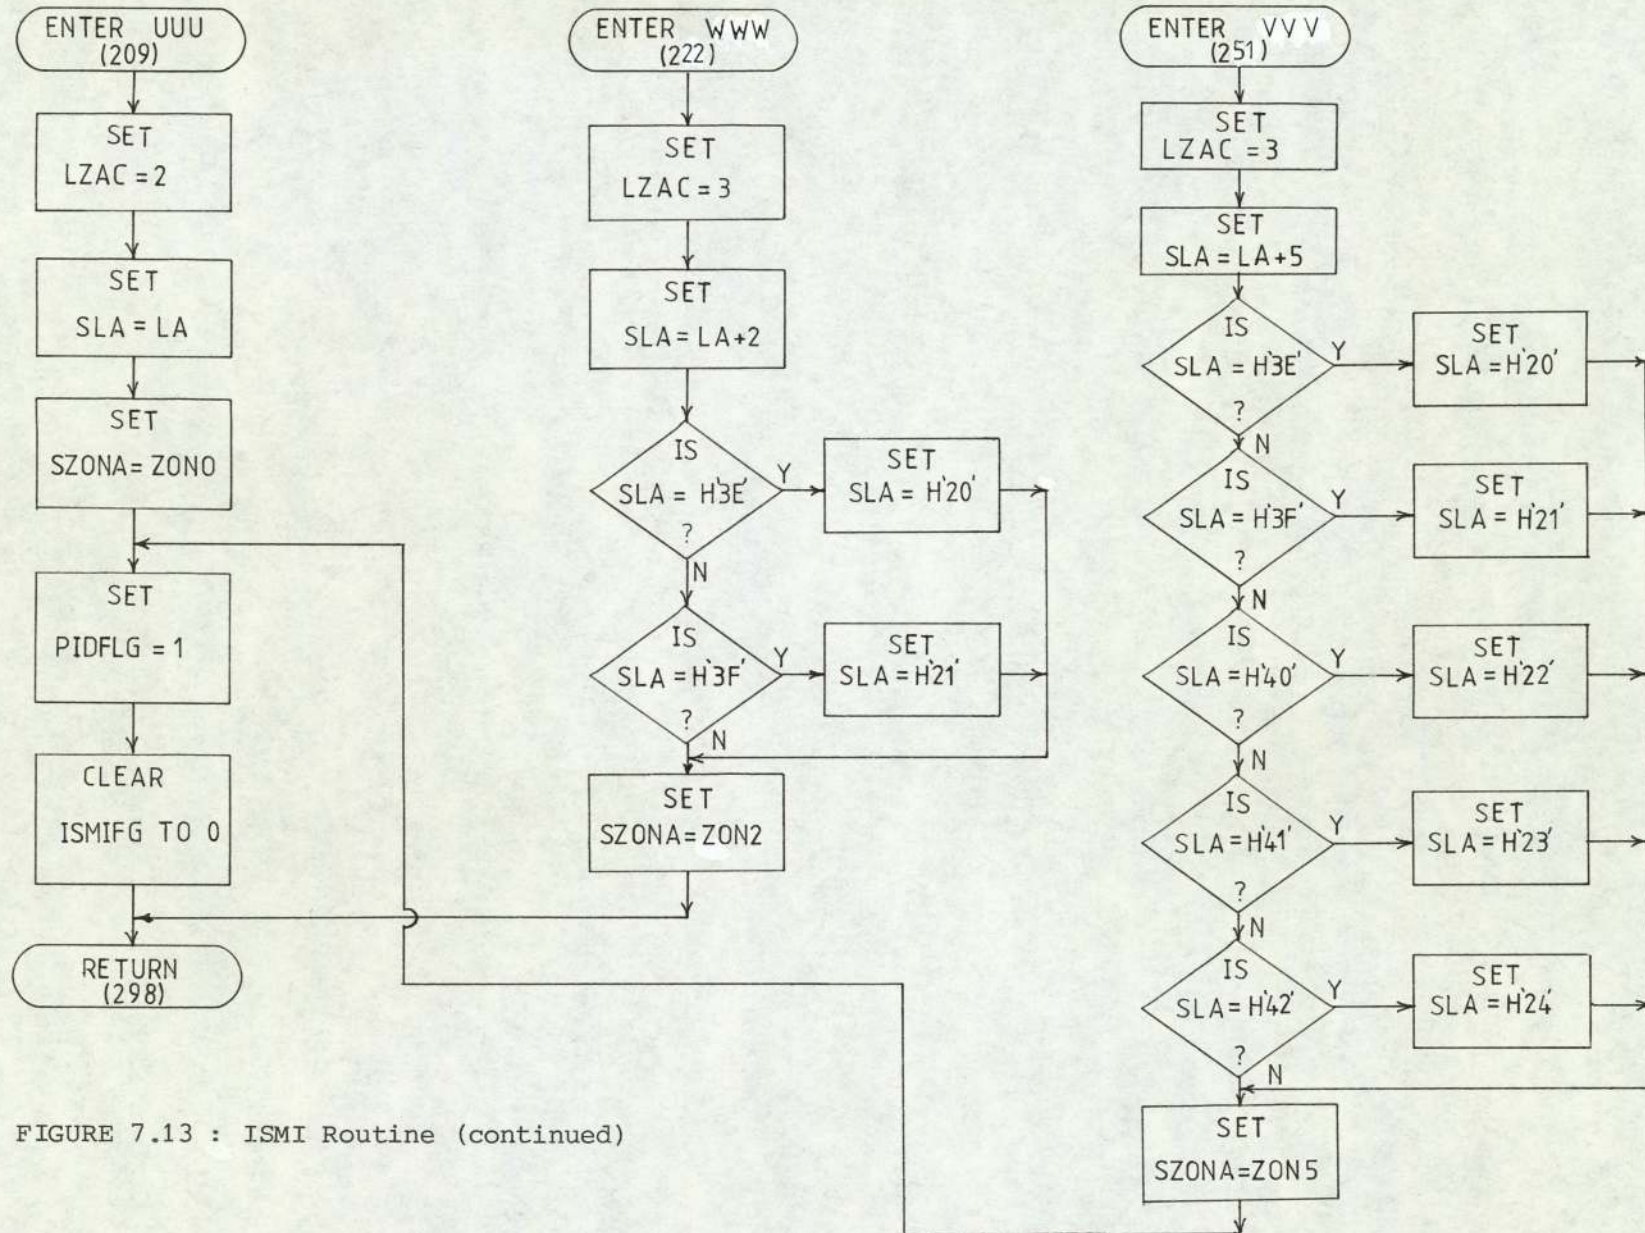 ENTER UUU
(209)
SET
LZAC = 2
SET
SLA = LA
SET
SZONA = ZON0
SET
PIDFLG = 1
CLEAR
ISMIFG TO 0
RETURN
(298)
ENTER WWW
(222)
SET
LZAC = 3
SET
SLA = LA+2
IS
SLA = H'3E'
?
Y
SET
SLA = H'20'
N
IS
SLA = H'3F'
?
Y
SET
SLA = H'21'
N
SET
SZONA = ZON2
ENTER VVV
(251)
SET
LZAC = 3
SET
SLA = LA+5
IS
SLA = H'3E'
?
Y
SET
SLA = H'20'
N
IS
SLA = H'3F'
?
Y
SET
SLA = H'21'
N
IS
SLA = H'40'
?
Y
SET
SLA = H'22'
N
IS
SLA = H'41'
?
Y
SET
SLA = H'23'
N
IS
SLA = H'42'
?
Y
SET
SLA = H'24'
N
SET
SZONA = ZON5
FIGURE 7.13 : ISMI Routine (continued)